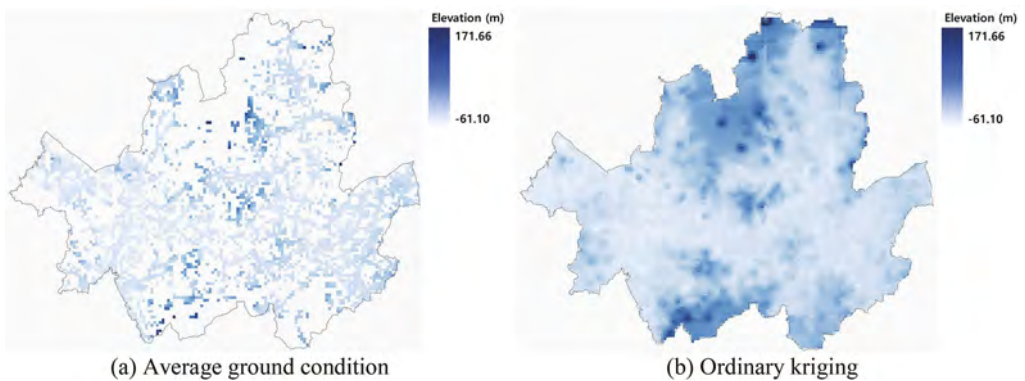 Elevation (m)
171.66
-61.10
Elevation (m)
171.66
-61.10
(a) Average ground condition
(b) Ordinary kriging